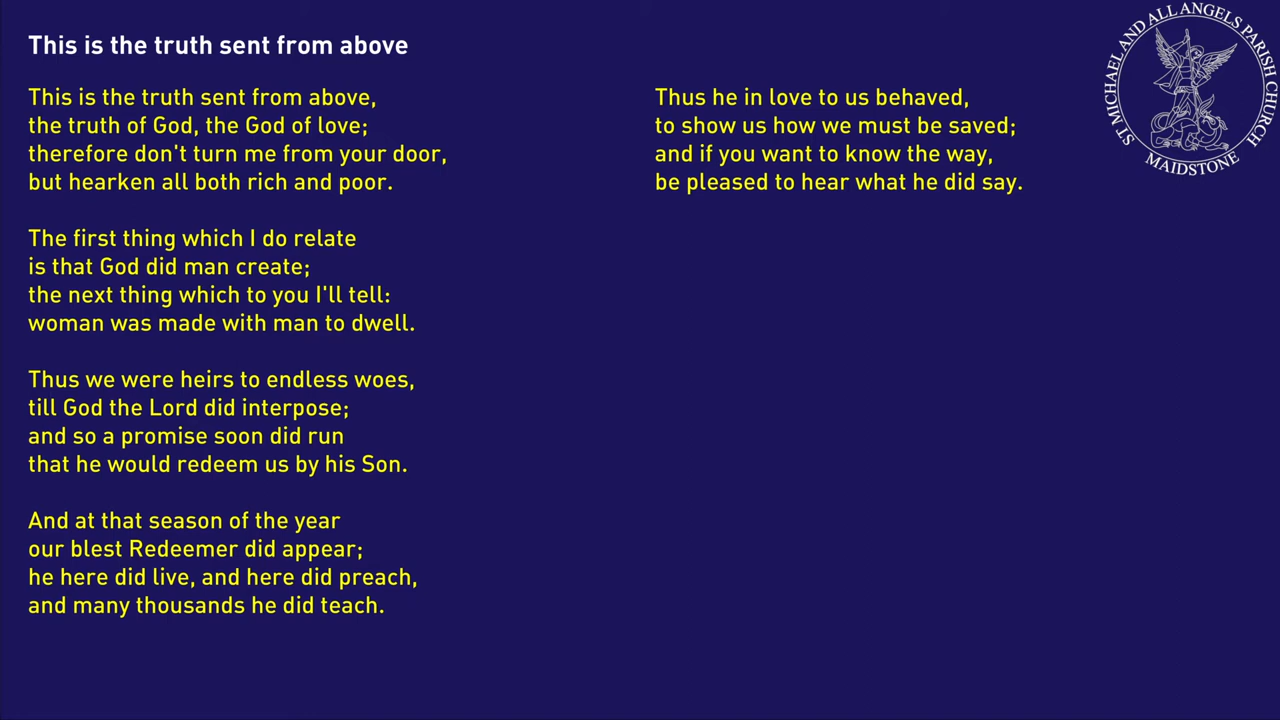 This is the truth sent from above
This is the truth sent from above,
the truth of God, the God of love;
therefore don't turn me from your door,
but hearken all both rich and poor.
The first thing which I do relate
is that God did man create;
the next thing which to you I'll tell:
woman was made with man to dwell.
Thus we were heirs to endless woes,
till God the Lord did interpose;
and so a promise soon did run
that he would redeem us by his Son.
And at that season of the year
our blest Redeemer did appear;
he here did live, and here did preach,
and many thousands he did teach.
Thus he in love to us behaved,
to show us how we must be saved;
and if you want to know the way,
be pleased to hear what he did say.
ST MICHAEL AND ALL ANGELS PARISH CHURCH
MAIDSTONE